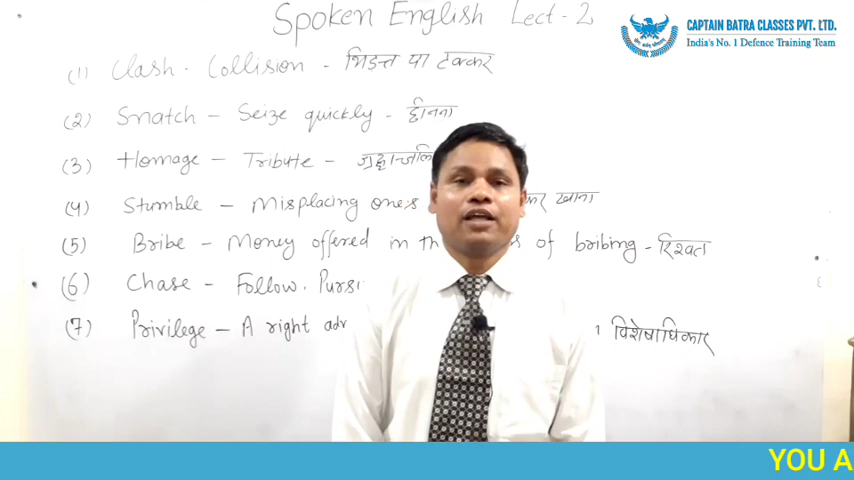 Spoken English Lect - 2
CAPTAIN BATRA CLASSES PVT. LTD.
India's No. 1 Defence Training Team
(1) Clash - Collision - भिडन्त या टक्कर
(2) Snatch - Seize quickly - छीनना
(3) Homage - Tribute -
(4) Stumble - Misplacing one's खाना
(5) Bribe - Money offered in th of bribing - रिश्वत
(6) Chase - Follow. Pursu
(7) Privilege - A right adv विशेषाधिकार
YOU A